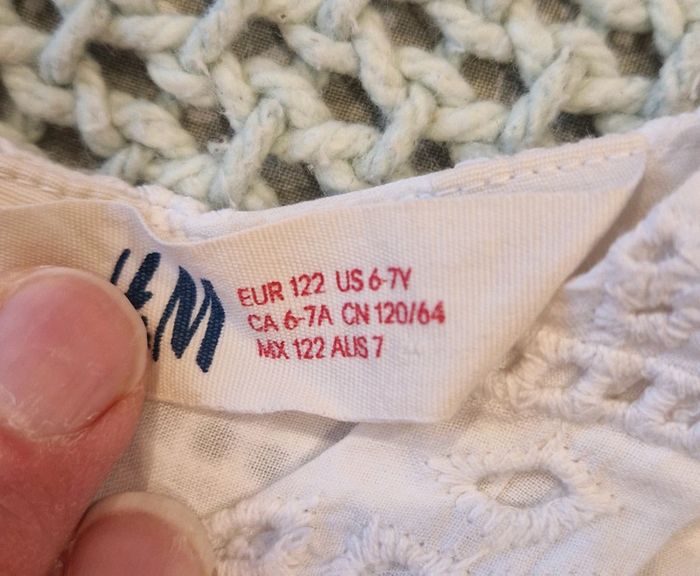 H&M
EUR 122 US 6-7Y
CA 6-7A CN 120/64
MX 122 AUS 7